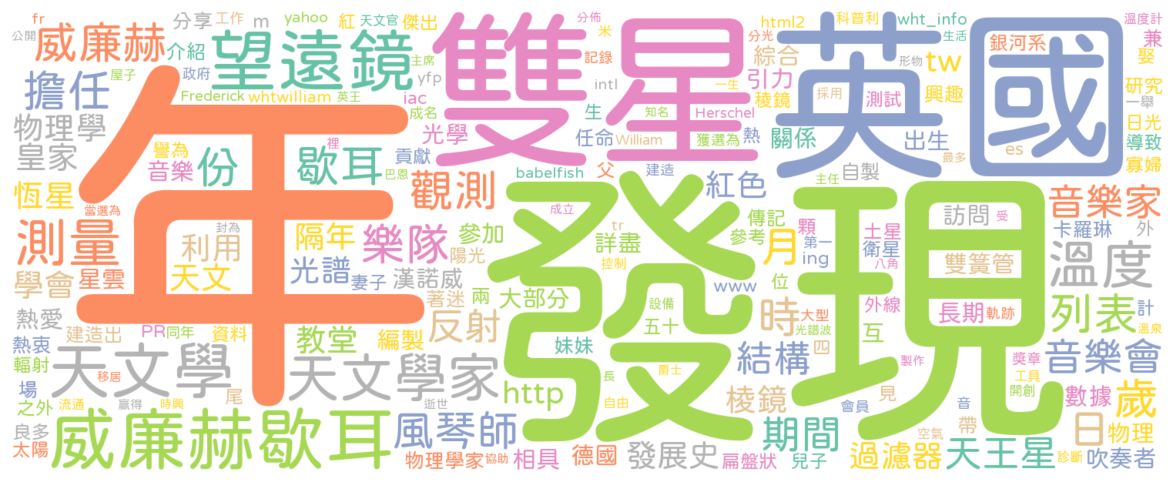 fr 分享 工作 m yahoo 紅 天文官 傑出 分佈 米 html2 科普利 wht_info 溫度計
公開 威廉赫 介紹 望遠鏡 雙星 記錄 分光 英國 生活 銀河系 兼
屋子 政府 主席 yfp 綜合 形物 tw 娶
擔任 Frederick whtwilliam 英王 iac 成名 intl 一生 引力 採用 測試 興趣 研究 一舉
物理學 譽為 音樂 份 歇耳 裡 光學 生 任命 William 知名 Herschel 稜鏡 獲選為 熱 關係 出生 日光
皇家 貢獻 巴恩 babelfish 建造 父 自製 es 最多 導致 寡婦
恆星 當選為 年 觀測 發現 紅色 主任 音樂家
測量 封為 隔年 樂隊 參加 成立 tr 傳記 顆 土星 訪問 受 卡羅琳 外
利用 陽光 詳盡 參考 月 第一 衛星 溫度
學會 星雲 天文 光譜 妻子 漢諾威 控制 ing 八角 雙簧管
熱愛 著迷 兩 大部分 www 位 外線 長期 軌跡 列表 計
建造出 PR 同年 資料 教堂 編製 反射 設備 五十 時 大型 光譜波 互 溫泉
熱衷 妹妹 結構 四 製作 音樂會
輻射 天文學 移居 天文學家 爵士 獎章 工具
場 尾 http 長 稜鏡 見 開創 數據 歲
之外 流通 贏得 時興 逝世 自由 期間 會員 音 帶 日 物理
良多 威廉赫歇耳 風琴師 空氣
太陽 物理學家 協助 相具 德國 發展史 扁盤狀 兒子 過濾器 天王星 診斷 吹奏者